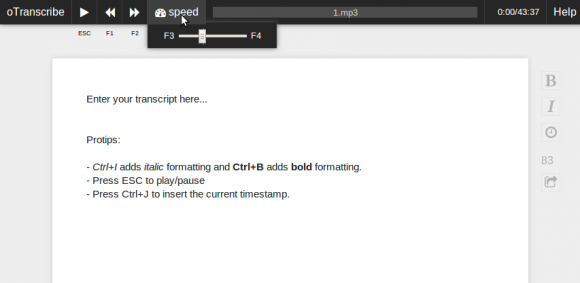 oTranscribe speed 1.mp3 0:00/43:37 Help
ESC F1 F2 F3 F4
Enter your transcript here...
B
I
Protips:
83
- Ctrl+I adds italic formatting and Ctrl+B adds bold formatting.
- Press ESC to play/pause
- Press Ctrl+J to insert the current timestamp.